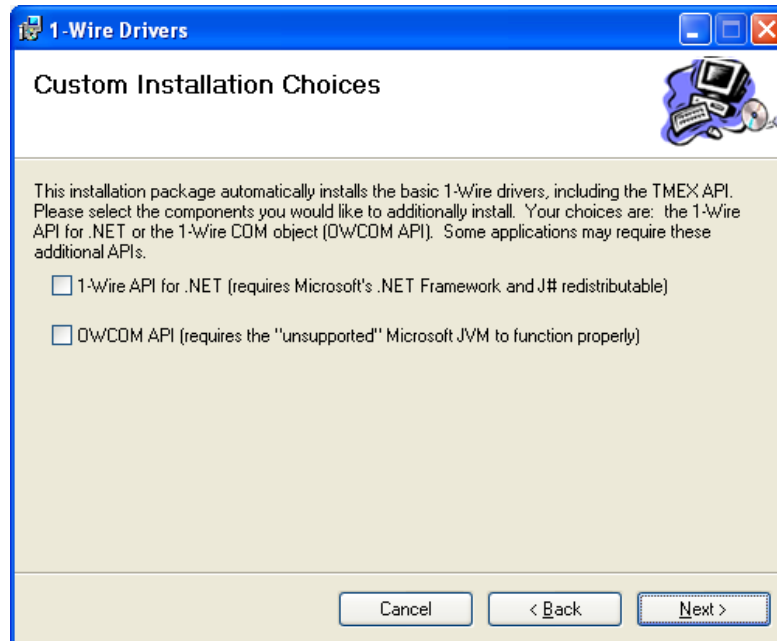 1-Wire Drivers
Custom Installation Choices
This installation package automatically installs the basic 1-Wire drivers, including the TMEX API.
Please select the components you would like to additionally install. Your choices are: the 1-Wire
API for .NET or the 1-Wire COM object (OWCOM API). Some applications may require these
additional APIs.
1-Wire API for .NET (requires Microsoft's .NET Framework and J# redistributable)
OWCOM API (requires the "unsupported" Microsoft JVM to function properly)
Cancel
< Back
Next >